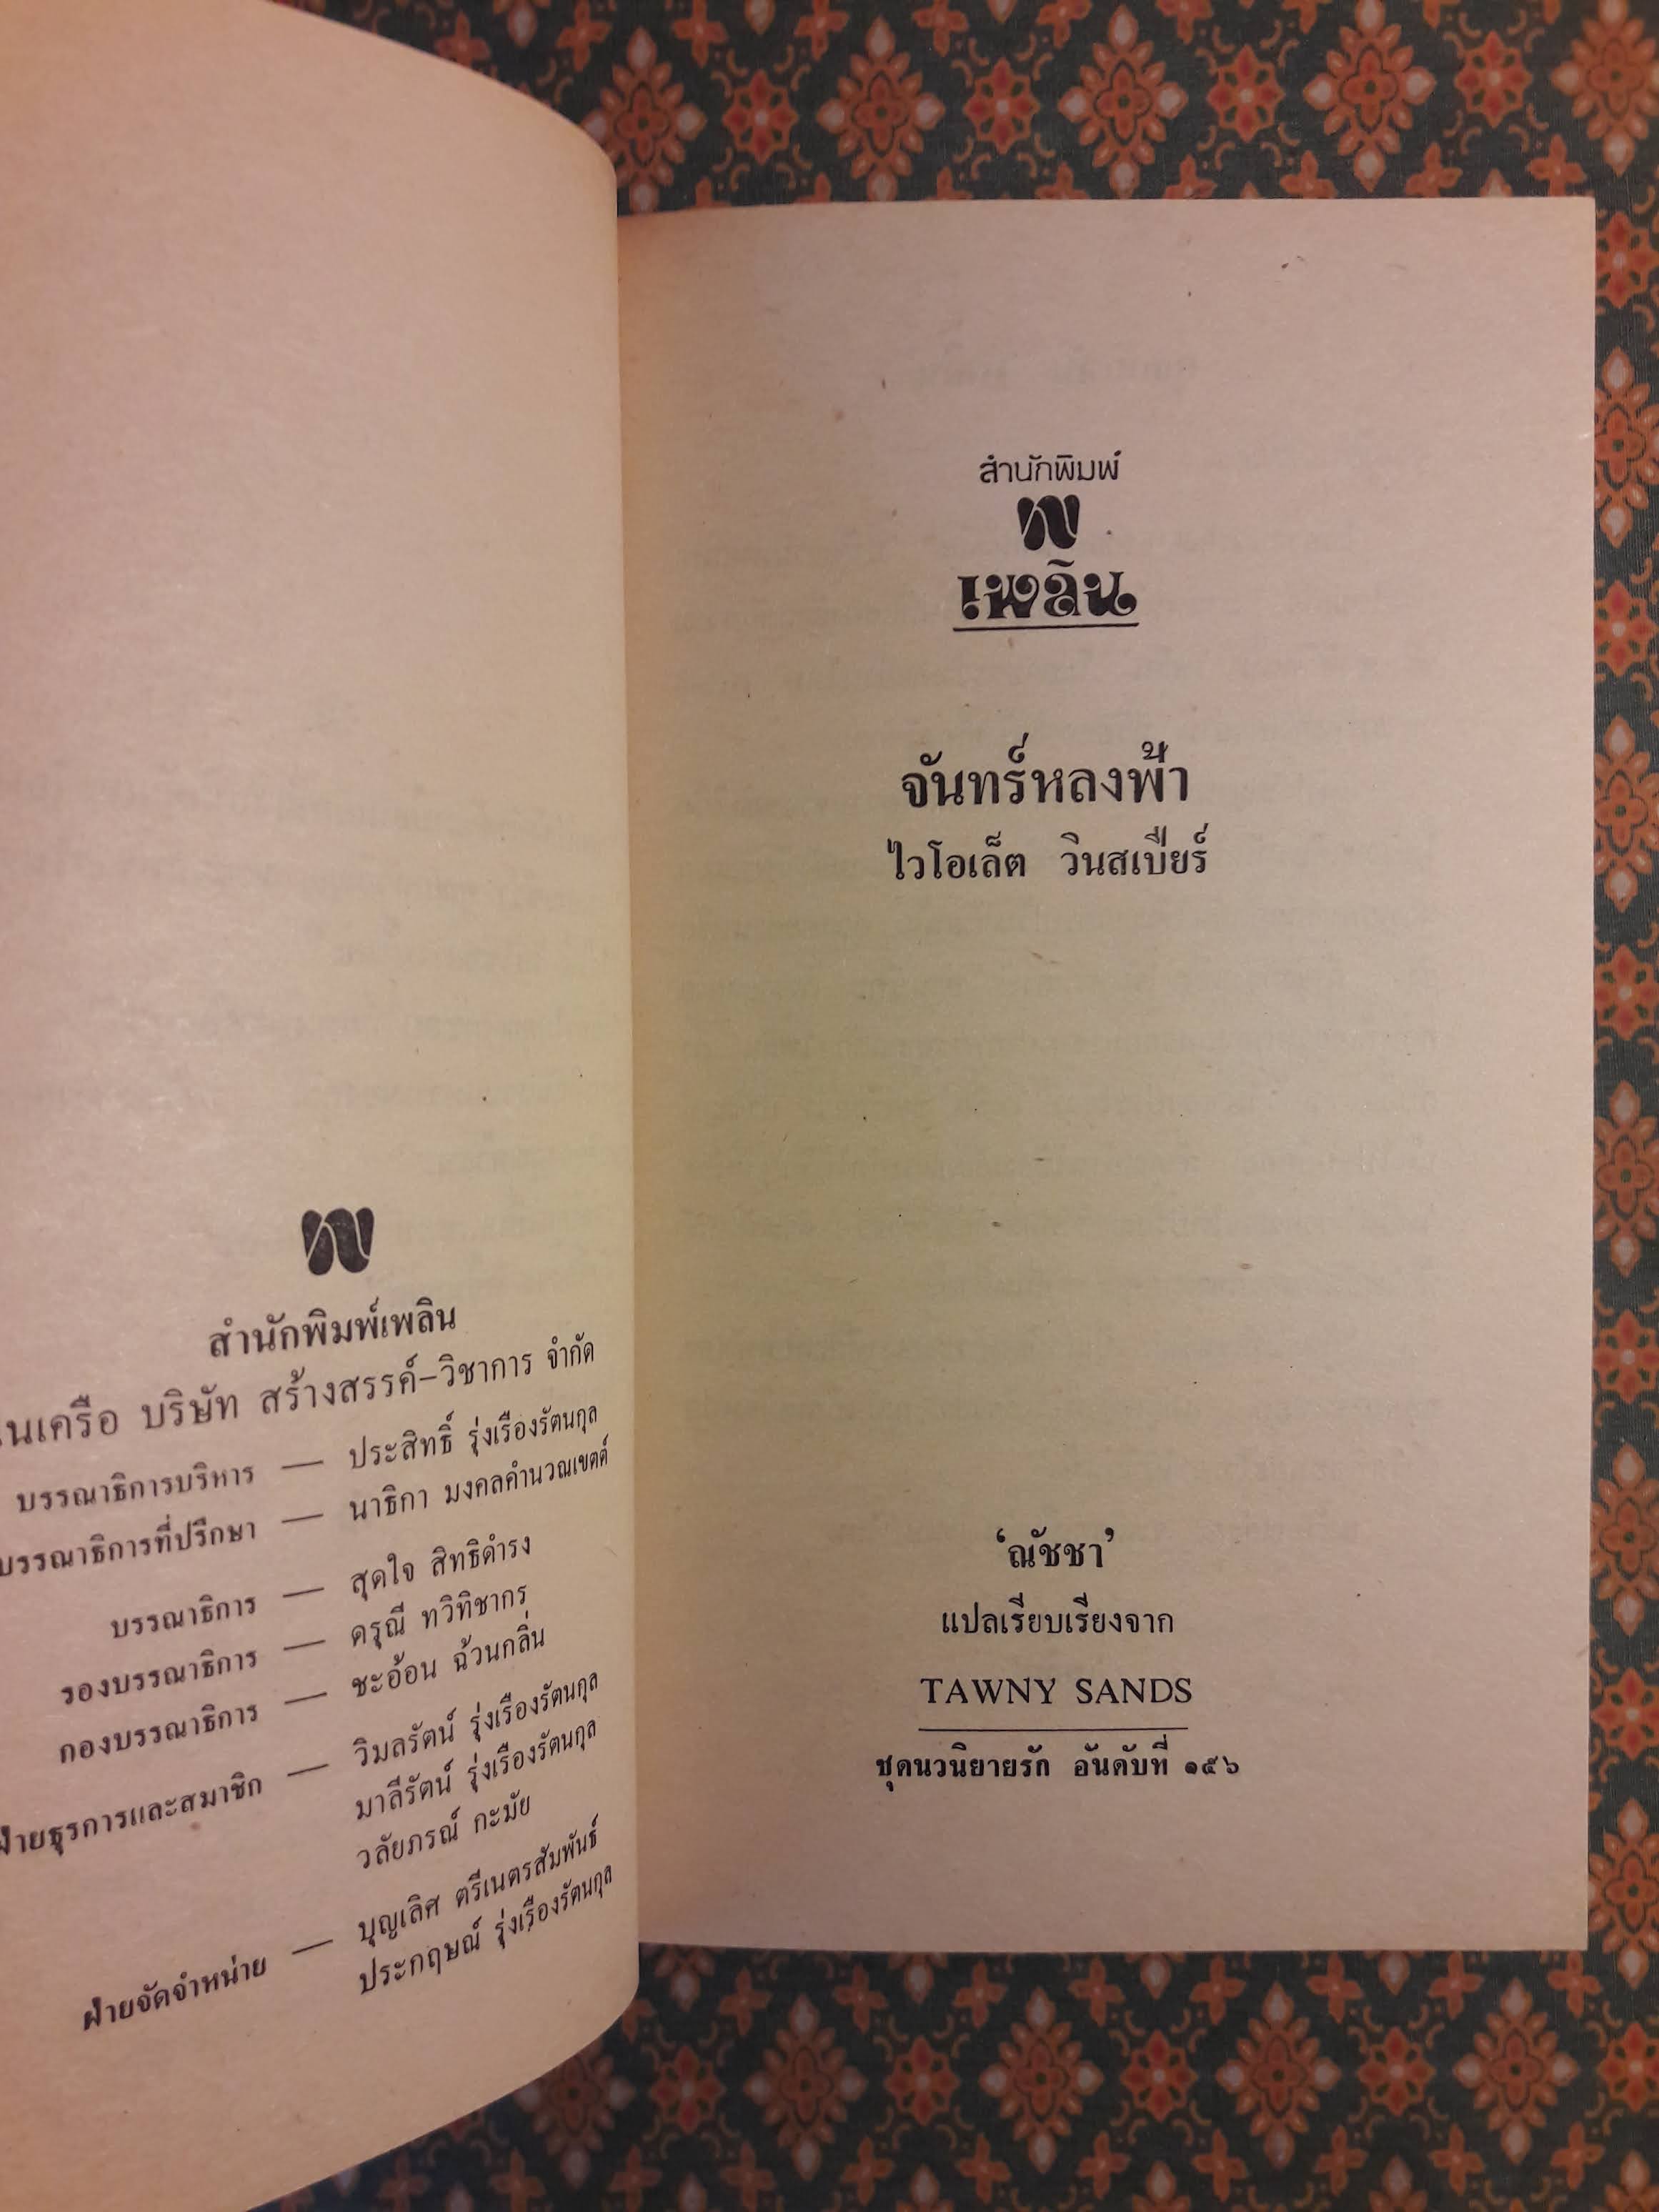 สำนักพิมพ์เพลิน
ในเครือ บริษัท สร้างสรรค์-วิชาการ จำกัด
บรรณาธิการบริหาร — ประสิทธิ์ รุ่งเรืองรัตนกุล
บรรณาธิการที่ปรึกษา — นาธิกา มงคลคำนวณเขตต์
บรรณาธิการ — สุดใจ สิทธิดำรง
รองบรรณาธิการ — ดรุณี ทวิทิชากร
กองบรรณาธิการ — ชะอ้อน ฉ้วนกลิ่น
ฝ่ายธุรการและสมาชิก — วิมลรัตน์ รุ่งเรืองรัตนกุล
มาลีรัตน์ รุ่งเรืองรัตนกุล
วลัยภรณ์ กะมัย
ฝ่ายจัดจำหน่าย — บุญเลิศ ตรีเนตรสัมพันธ์
ประกฤษณ์ รุ่งเรืองรัตนกุล
สำนักพิมพ์
เพลิน
จันทร์หลงฟ้า
ไวโอเล็ต วินสเบียร์
‘ณัชชา’
แปลเรียบเรียงจาก
TAWNY SANDS
ชุดนวนิยายรัก อันดับที่ ๑๕๖